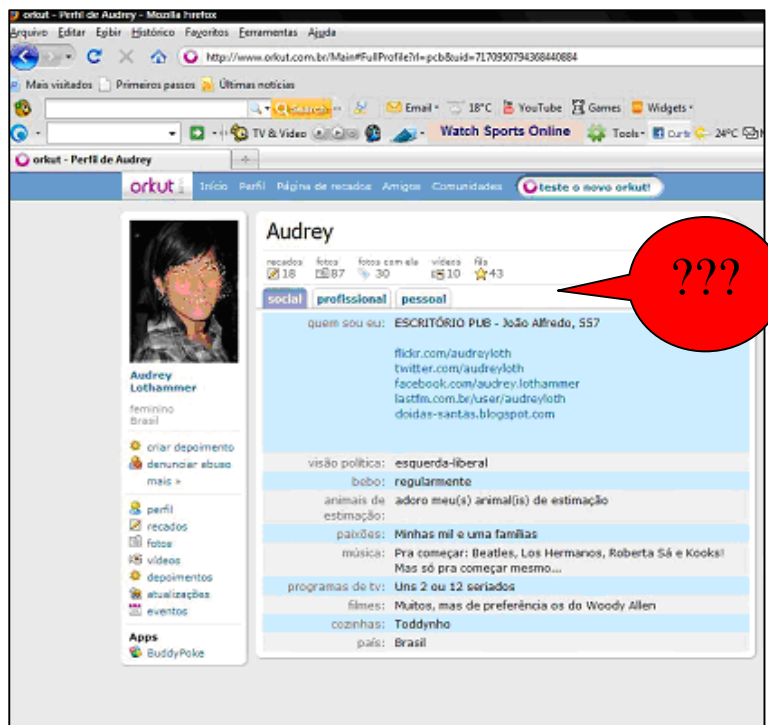 orkut - Perfil de Audrey - Mozilla Firefox
Arquivo Editar Exibir Histórico Favoritos Ferramentas Ajuda
http://www.orkut.com.br/Main#FullProfile?rl=pcb&uid=7170950794368440884
Mais visitados Primeiros passos Últimas notícias
Email 18°C YouTube Games Widgets
TV & Video Watch Sports Online Tools Curtir 24°C
orkut - Perfil de Audrey
orkut Início Perfil Página de recados Amigos Comunidades teste o novo orkut!
Audrey
recados fotos fotos com ela vídeos fãs
18 87 30 10 43
???
social profissional pessoal
quem sou eu: ESCRITÓRIO PUB - João Alfredo, 557
flickr.com/audreyloth
twitter.com/audreyloth
facebook.com/audrey.lothammer
lastfm.com.br/user/audreyloth
doidas-santas.blogspot.com
Audrey
Lothammer
feminino
Brasil
criar depoimento
denunciar abuso
mais »
perfil
recados
fotos
vídeos
depoimentos
atualizações
eventos
Apps
BuddyPoke
visão política: esquerda-liberal
bebo: regularmente
animais de estimação: adoro meu(s) animal(is) de estimação
paixões: Minhas mil e uma famílias
música: Pra começar: Beatles, Los Hermanos, Roberta Sá e Kooks!
Mas só pra começar mesmo...
programas de tv: Uns 2 ou 12 seriados
filmes: Muitos, mas de preferência os do Woody Allen
cozinhas: Toddynho
país: Brasil